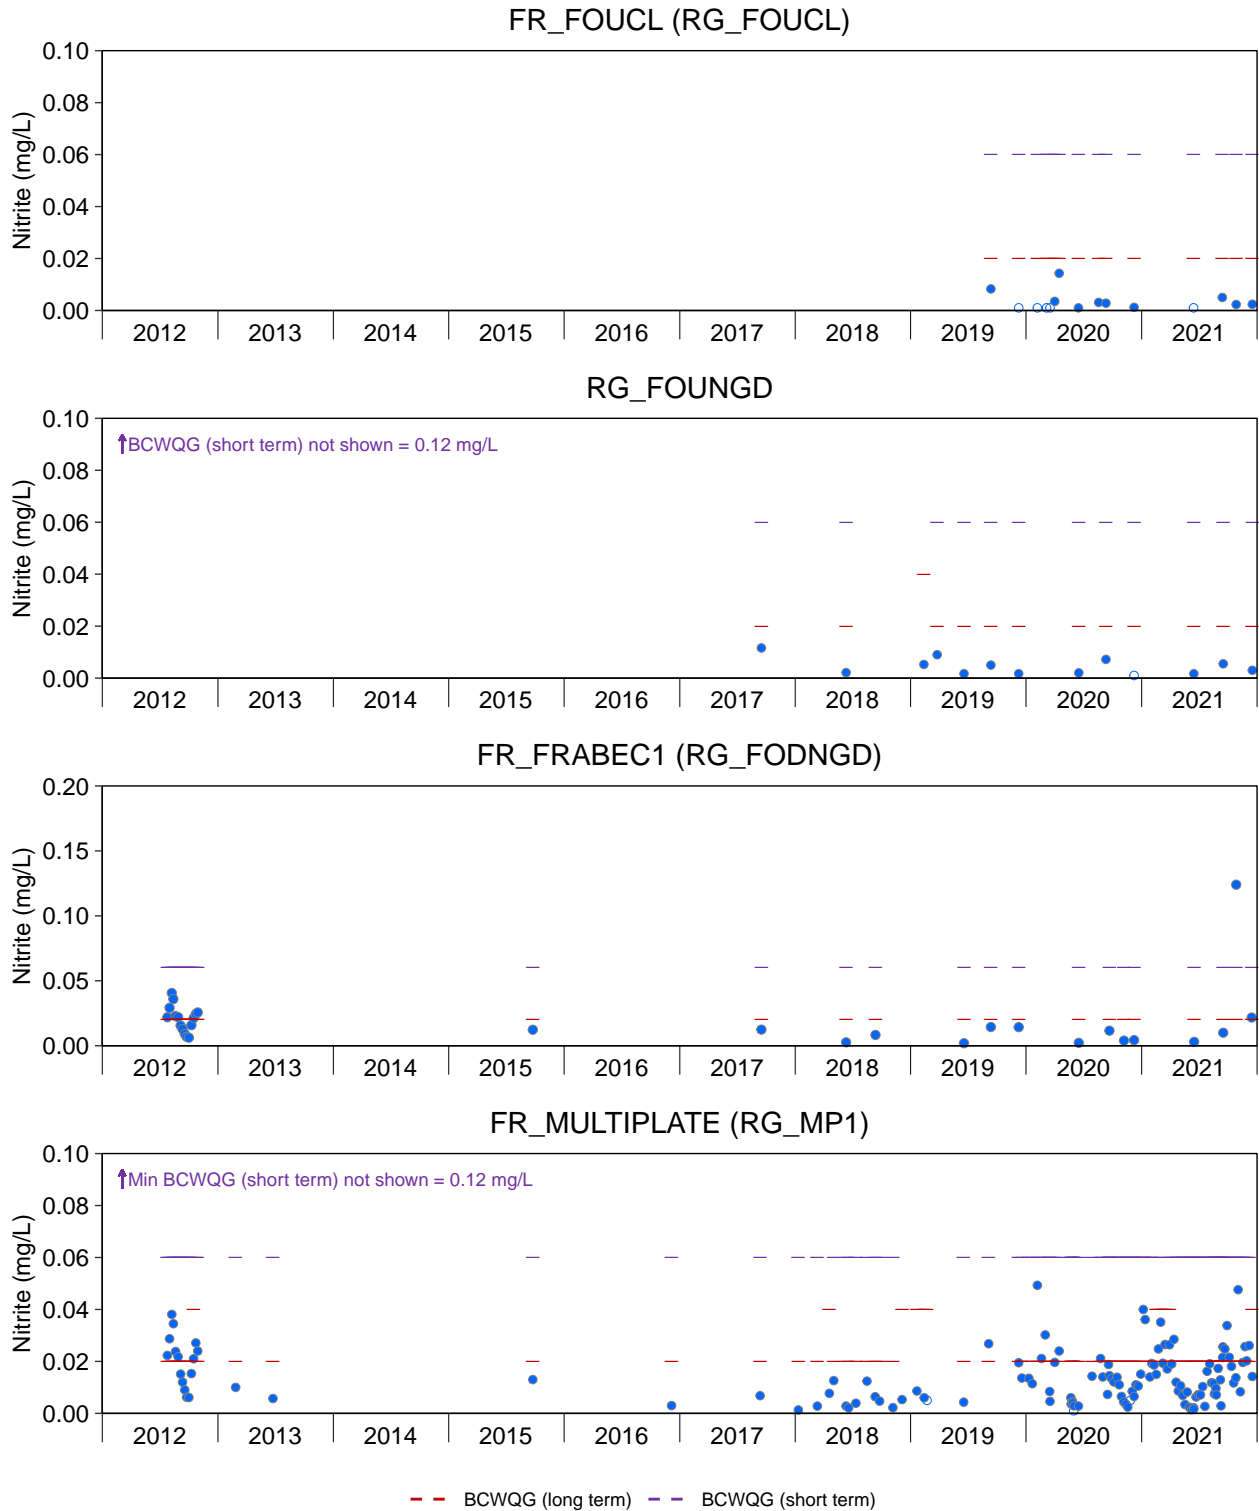 FR_FOUCL (RG_FOUCL)
Nitrite (mg/L)
0.10
0.08
0.06
0.04
0.02
0.00
2012 2013 2014 2015 2016 2017 2018 2019 2020 2021
RG_FOUNGD
Nitrite (mg/L)
0.10
0.08
0.06
0.04
0.02
0.00
BCWQG (short term) not shown = 0.12 mg/L
2012 2013 2014 2015 2016 2017 2018 2019 2020 2021
FR_FRABEC1 (RG_FODNGD)
Nitrite (mg/L)
0.20
0.15
0.10
0.05
0.00
2012 2013 2014 2015 2016 2017 2018 2019 2020 2021
FR_MULTIPLATE (RG_MP1)
Nitrite (mg/L)
0.10
0.08
0.06
0.04
0.02
0.00
Min BCWQG (short term) not shown = 0.12 mg/L
2012 2013 2014 2015 2016 2017 2018 2019 2020 2021
BCWQG (long term) BCWQG (short term)